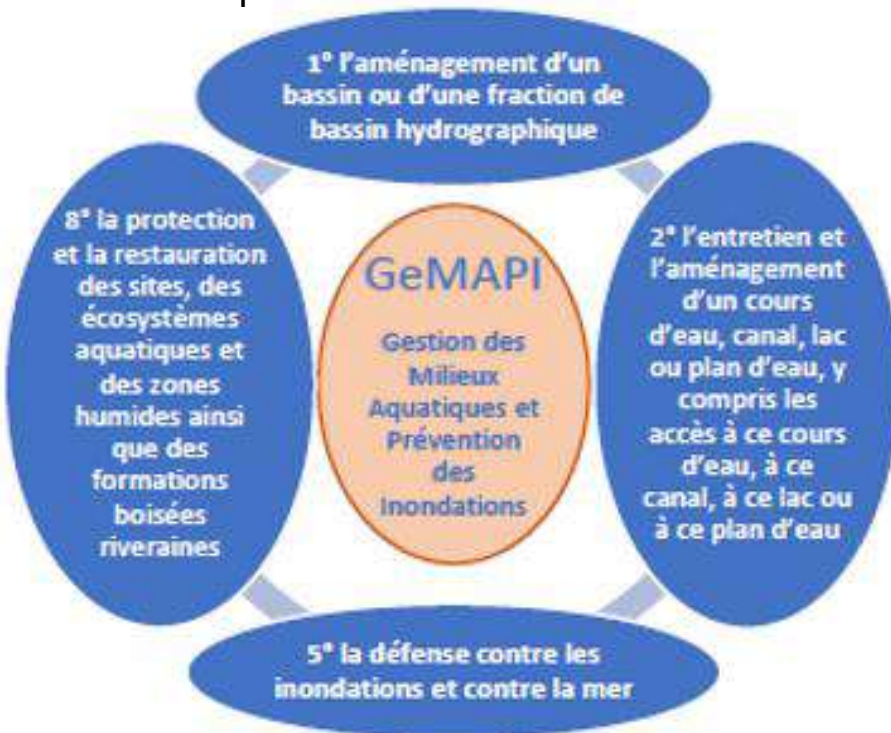 1° l'aménagement d'un
bassin ou d'une fraction de
bassin hydrographique
8° la protection
et la restauration
des sites, des
écosystèmes
aquatiques et
des zones
humides ainsi
que des
formations
boisées
riveraines
GeMAPI
Gestion des
Milieux
Aquatiques et
Prévention
des
Inondations
2° l'entretien et
l'aménagement
d'un cours
d'eau, canal, lac
ou plan d'eau, y
compris les
accès à ce cours
d'eau, à ce
canal, à ce lac ou
à ce plan d'eau
5° la défense contre les
inondations et contre la mer